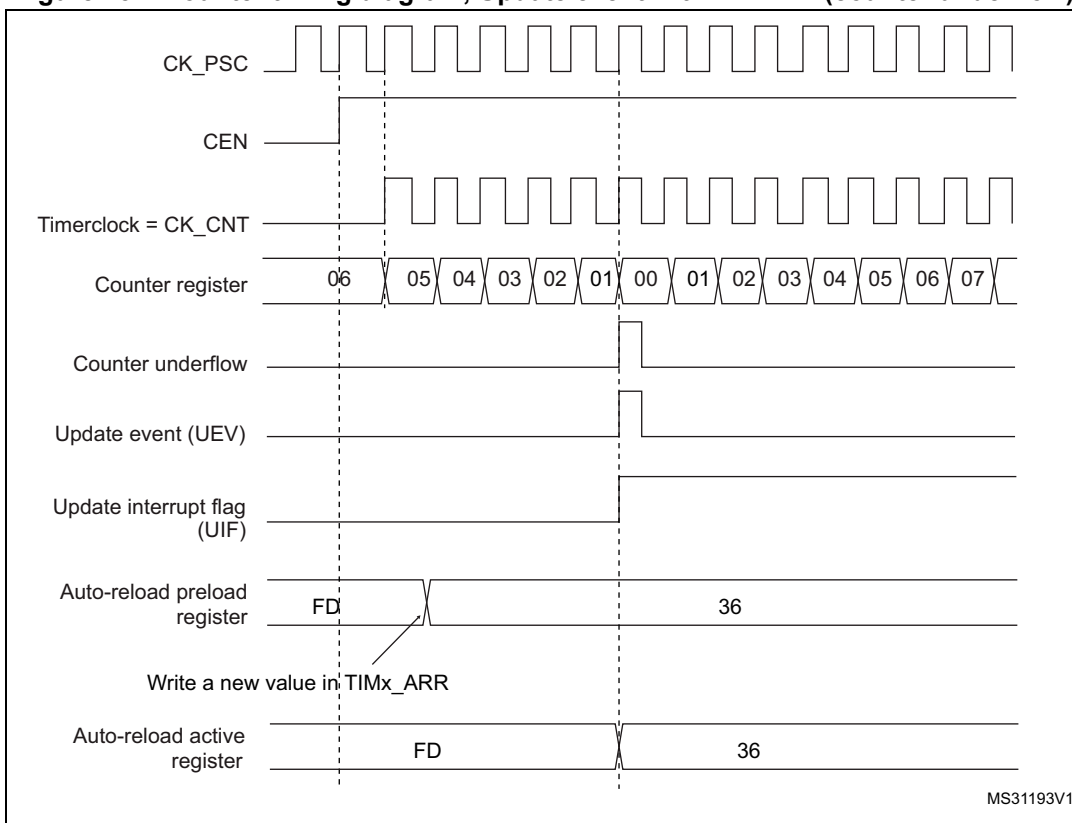 CK_PSC
CEN
Timerclock = CK_CNT
Counter register 06 05 04 03 02 01 00 01 02 03 04 05 06 07
Counter underflow
Update event (UEV)
Update interrupt flag
(UIF)
Auto-reload preload
register FD 36
Write a new value in TIMx_ARR
Auto-reload active
register FD 36
MS31193V1